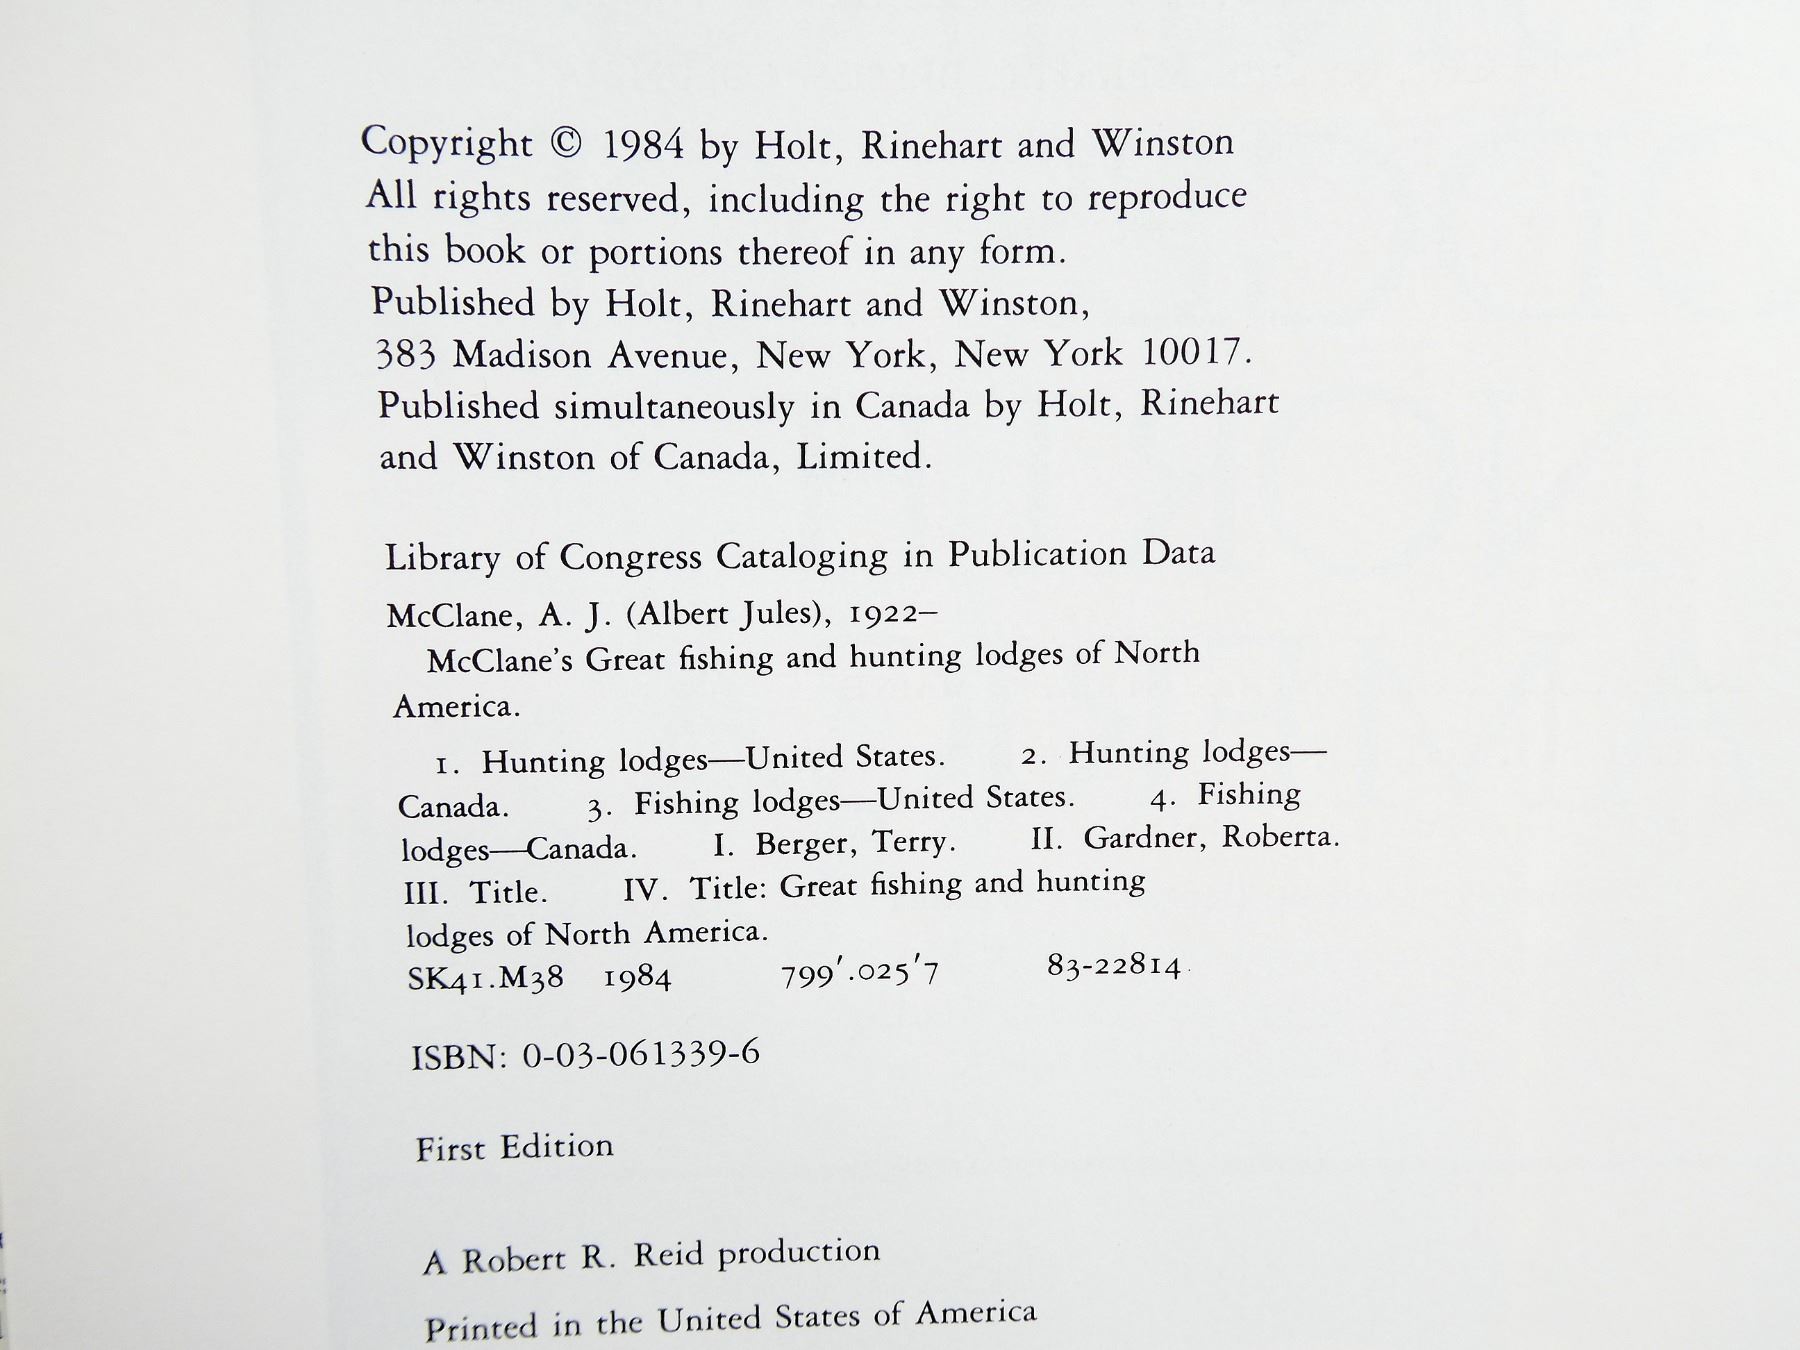 Copyright © 1984 by Holt, Rinehart and Winston
All rights reserved, including the right to reproduce
this book or portions thereof in any form.
Published by Holt, Rinehart and Winston,
383 Madison Avenue, New York, New York 10017.
Published simultaneously in Canada by Holt, Rinehart
and Winston of Canada, Limited.
Library of Congress Cataloging in Publication Data
McClane, A. J. (Albert Jules), 1922–
McClane's Great fishing and hunting lodges of North
America.
1. Hunting lodges—United States. 2. Hunting lodges—
Canada. 3. Fishing lodges—United States. 4. Fishing
lodges—Canada. I. Berger, Terry. II. Gardner, Roberta.
III. Title. IV. Title: Great fishing and hunting
lodges of North America.
SK41.M38 1984 799′.025′7 83-22814
ISBN: 0-03-061339-6
First Edition
A Robert R. Reid production
Printed in the United States of America